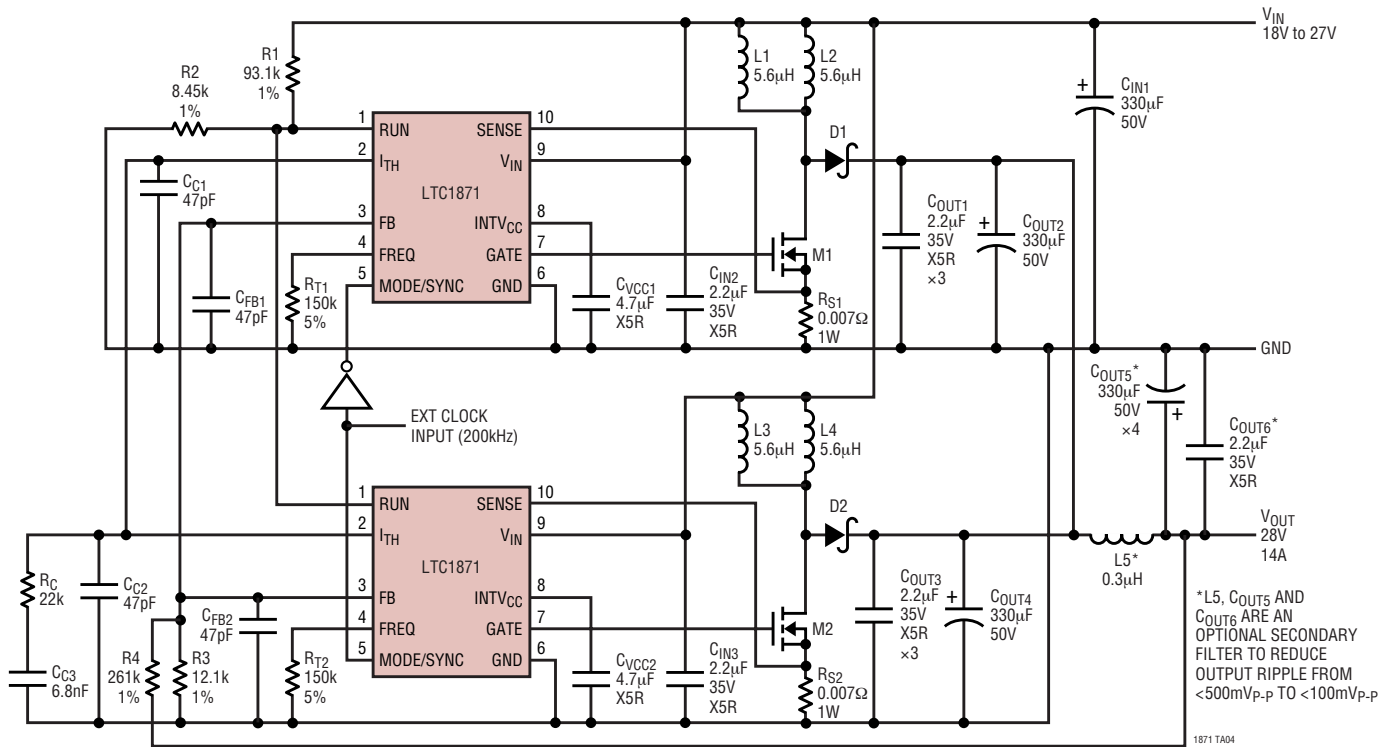 VIN
18V to 27V
R1
93.1k
1%
R2
8.45k
1%
L1
5.6µH
L2
5.6µH
+
CIN1
330µF
50V
1
RUN
SENSE
10
2
ITH
VIN
9
LTC1871
3
FB
INTVCC
8
4
FREQ
GATE
7
5
MODE/SYNC
GND
6
CC1
47pF
CFB1
47pF
RT1
150k
5%
CVCC1
4.7µF
X5R
CIN2
2.2µF
35V
X5R
D1
M1
RS1
0.007Ω
1W
COUT1
2.2µF
35V
X5R
×3
+
COUT2
330µF
50V
GND
EXT CLOCK
INPUT (200kHz)
COUT5*
330µF
50V
×4
+
COUT6*
2.2µF
35V
X5R
L3
5.6µH
L4
5.6µH
1
RUN
SENSE
10
2
ITH
VIN
9
LTC1871
3
FB
INTVCC
8
4
FREQ
GATE
7
5
MODE/SYNC
GND
6
RC
22k
CC2
47pF
CC3
6.8nF
R4
261k
1%
R3
12.1k
1%
CFB2
47pF
RT2
150k
5%
CVCC2
4.7µF
X5R
CIN3
2.2µF
35V
X5R
D2
M2
RS2
0.007Ω
1W
COUT3
2.2µF
35V
X5R
×3
+
COUT4
330µF
50V
L5*
0.3µH
VOUT
28V
14A
*L5, COUT5 AND
COUT6 ARE AN
OPTIONAL SECONDARY
FILTER TO REDUCE
OUTPUT RIPPLE FROM
<500mVP-P TO <100mVP-P
1871 TA04